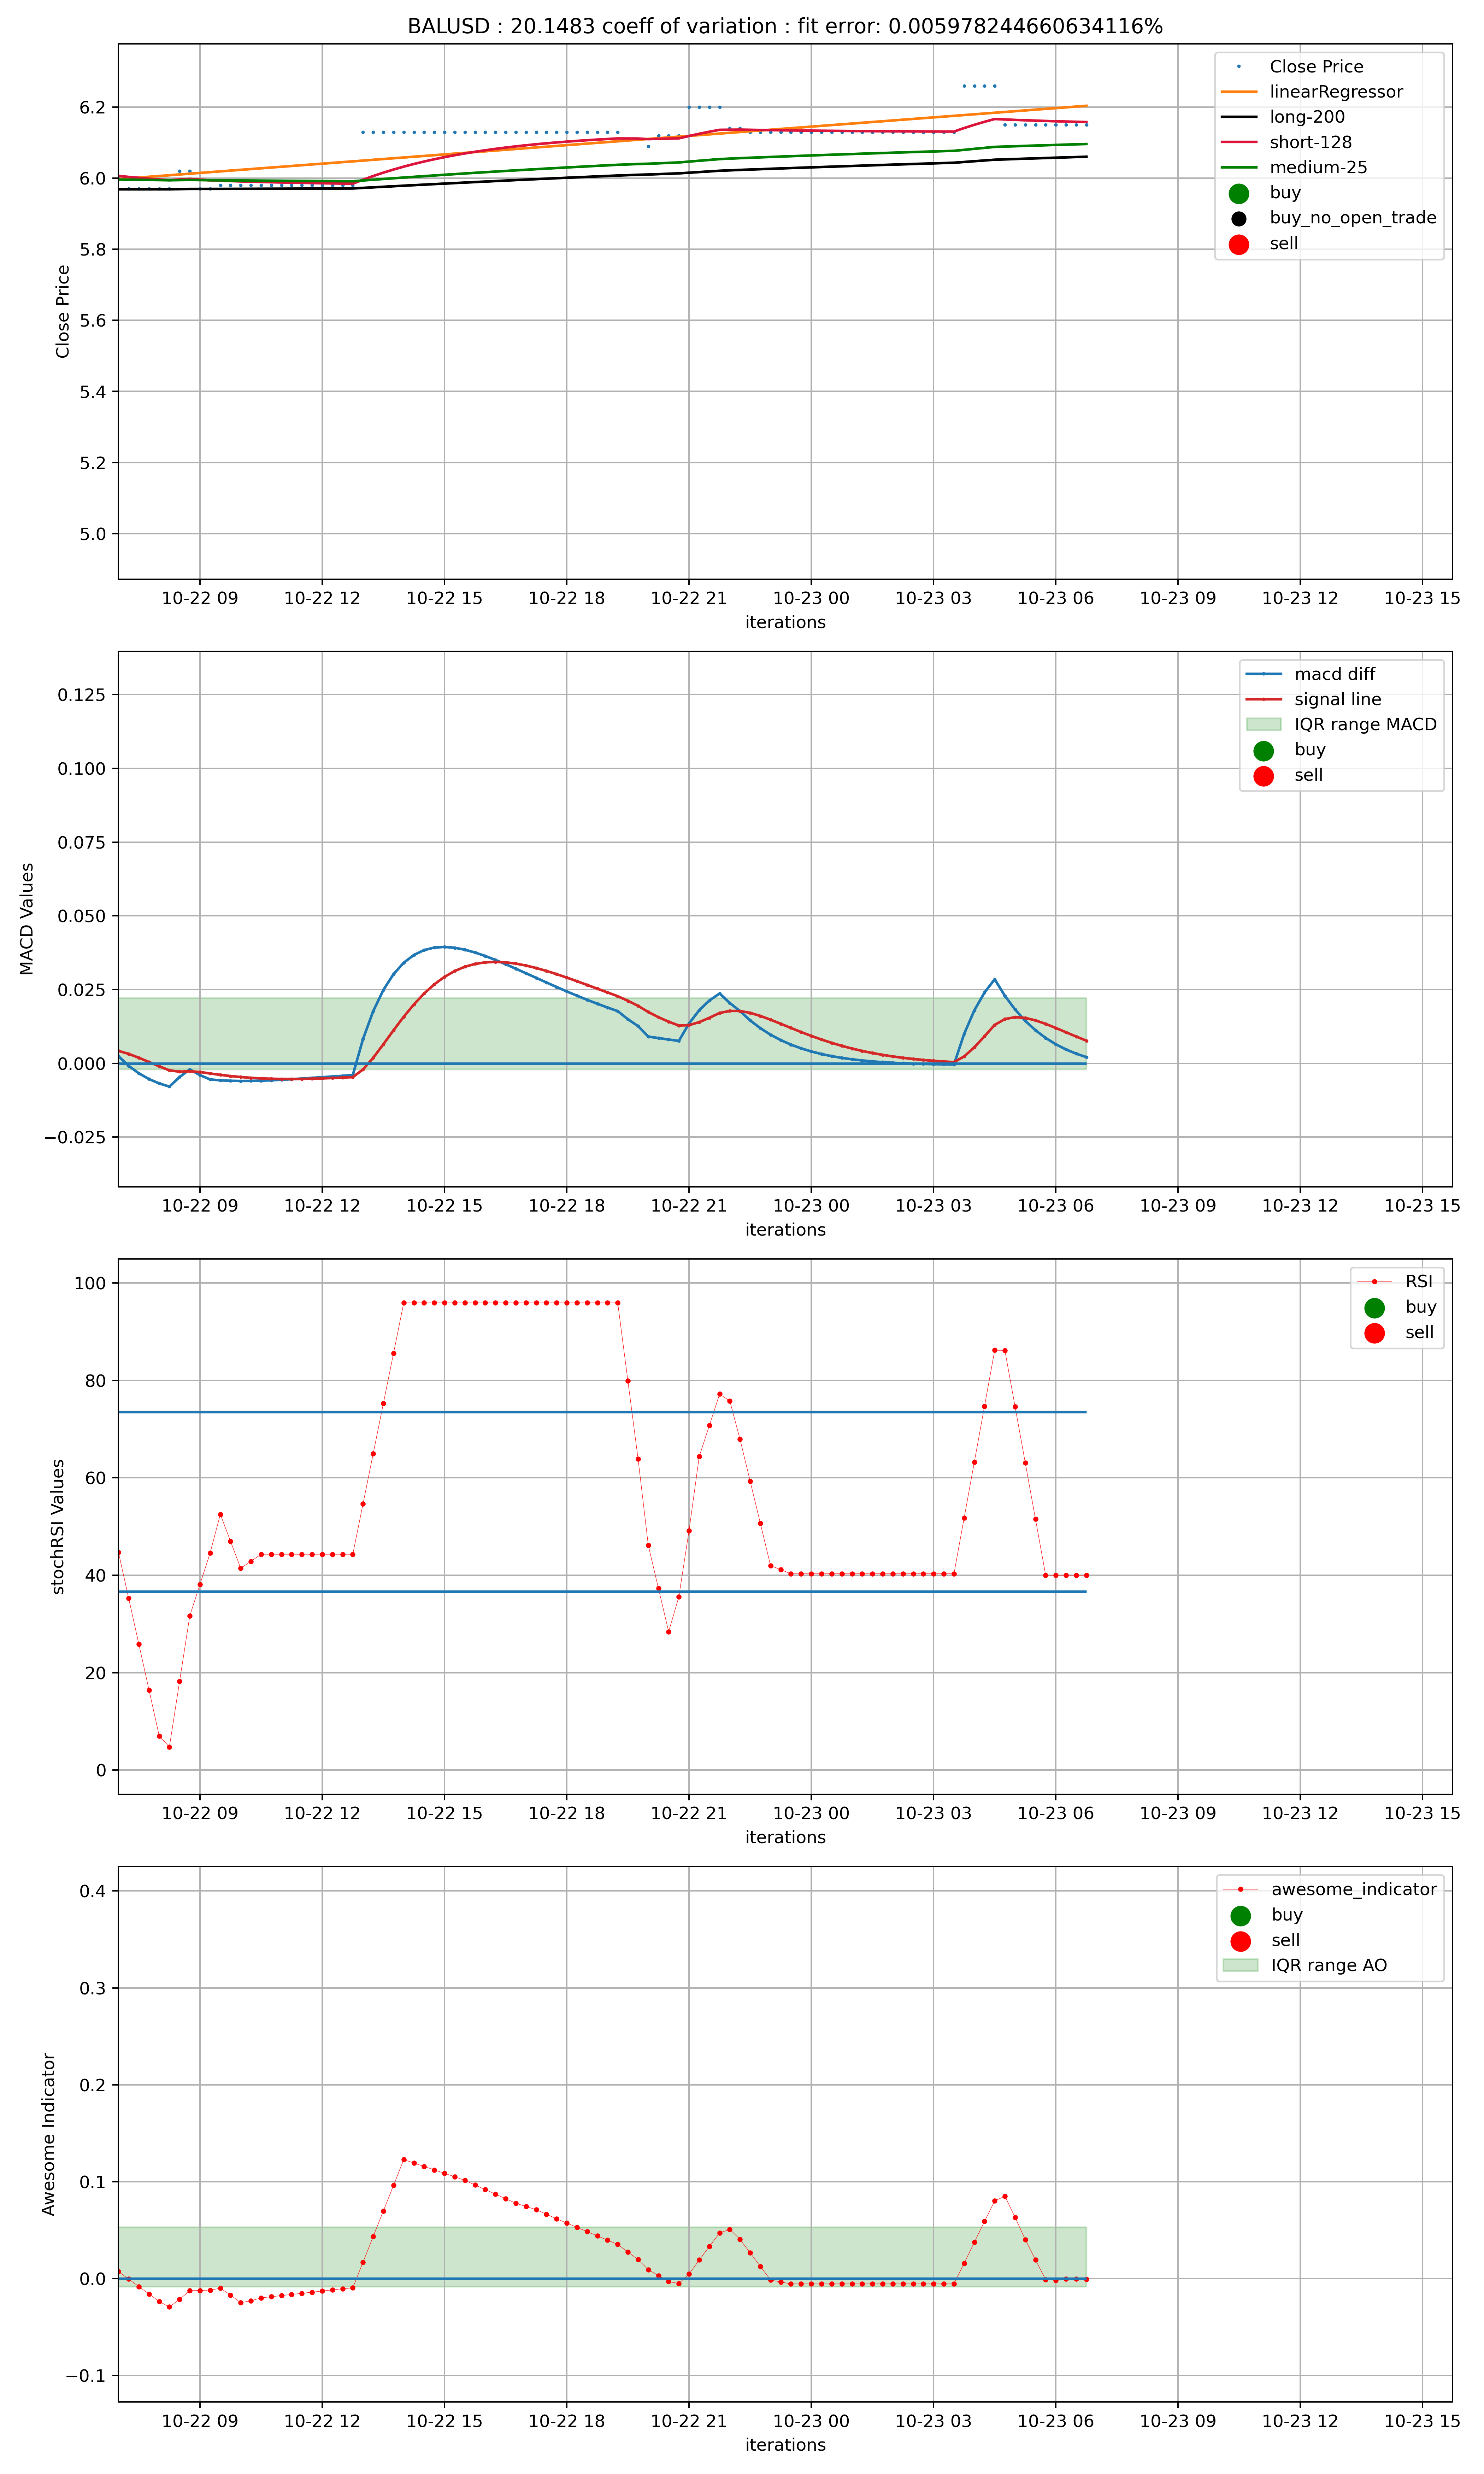 BALUSD : 20.1483 coeff of variation : fit error: 0.005978244660634116%
Close Price
linearRegressor
long-200
short-128
medium-25
buy
buy_no_open_trade
sell
6.2
6.0
5.8
5.6
5.4
5.2
5.0
Close Price
10-22 09 10-22 12 10-22 15 10-22 18 10-22 21 10-23 00 10-23 03 10-23 06 10-23 09 10-23 12 10-23 15
iterations
macd diff
signal line
IQR range MACD
buy
sell
0.125
0.100
0.075
0.050
0.025
0.000
−0.025
MACD Values
10-22 09 10-22 12 10-22 15 10-22 18 10-22 21 10-23 00 10-23 03 10-23 06 10-23 09 10-23 12 10-23 15
iterations
RSI
buy
sell
100
80
60
40
20
0
stochRSI Values
10-22 09 10-22 12 10-22 15 10-22 18 10-22 21 10-23 00 10-23 03 10-23 06 10-23 09 10-23 12 10-23 15
iterations
awesome_indicator
buy
sell
IQR range AO
0.4
0.3
0.2
0.1
0.0
−0.1
Awesome Indicator
10-22 09 10-22 12 10-22 15 10-22 18 10-22 21 10-23 00 10-23 03 10-23 06 10-23 09 10-23 12 10-23 15
iterations